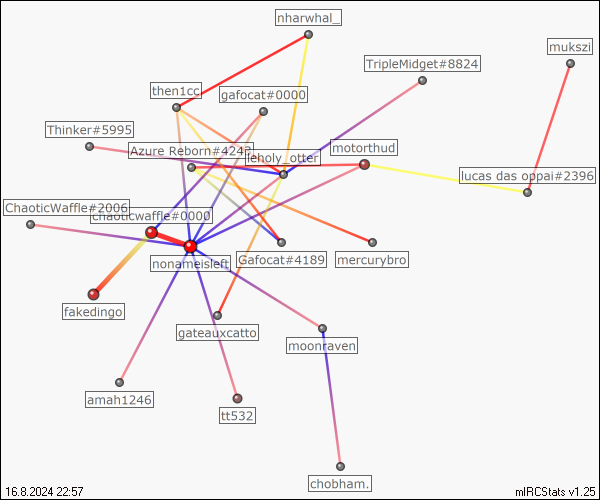 nharwhal_
mukszi
TripleMidget#8824
then1cc
gafocat#0000
Thinker#5995
Azure Reborn#4242
leholy_otter
motorthud
lucas das oppai#2396
ChaoticWaffle#2006
Chaoticwaffle#0000
nonameisleft
Gafocat#4189
mercurybro
fakedingo
gateauxcatto
moonraven
amah1246
tt532
chobham.
16.8.2024 22:57
mIRCStats v1.25